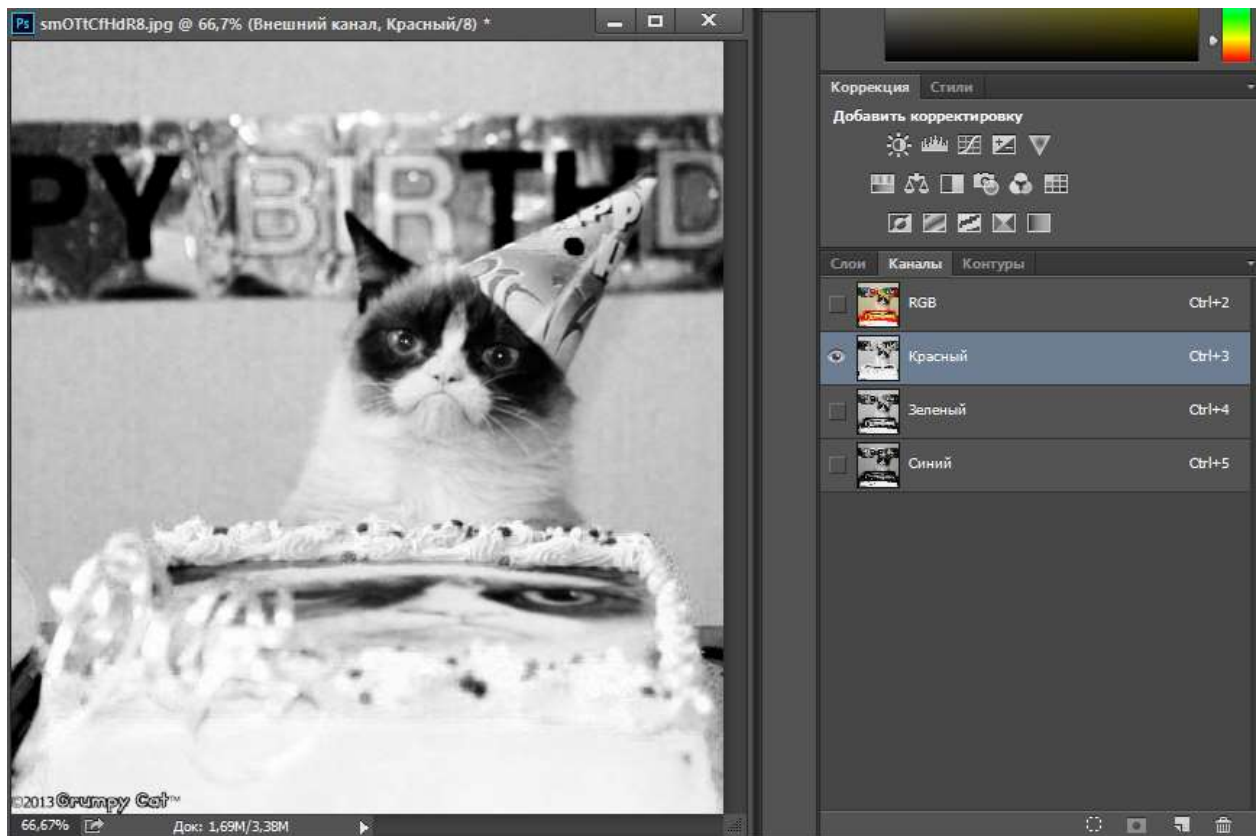 Ps smOTtCfHdR8.jpg @ 66,7% (Внешний канал, Красный/8) *
PY BIRTHD
©2013 Grumpy Cat™
66,67% Док: 1,69M/3,38M
Коррекция Стили
Добавить корректировку
Слои Каналы Контуры
RGB Ctrl+2
Красный Ctrl+3
Зеленый Ctrl+4
Синий Ctrl+5